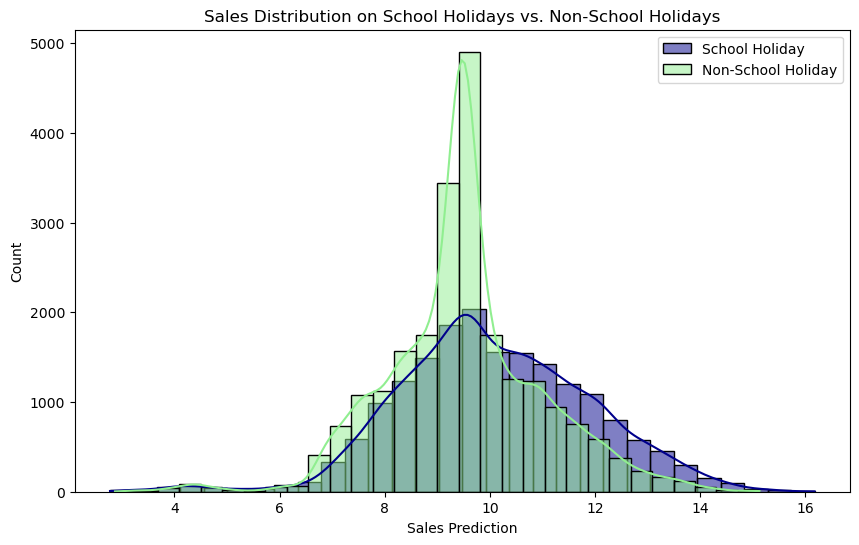 Sales Distribution on School Holidays vs. Non-School Holidays
School Holiday
Non-School Holiday
5000
4000
3000
2000
1000
0
Count
4 6 8 10 12 14 16
Sales Prediction